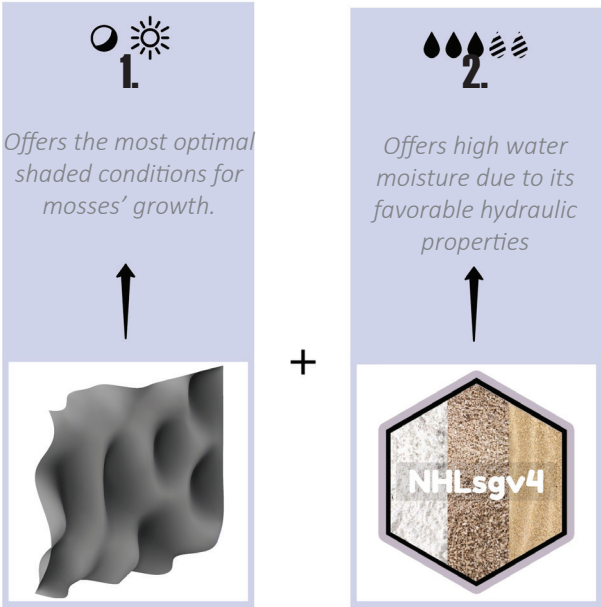 1.
Offers the most optimal
shaded conditions for
mosses' growth.
2.
Offers high water
moisture due to its
favorable hydraulic
properties
+
NHLsgv4